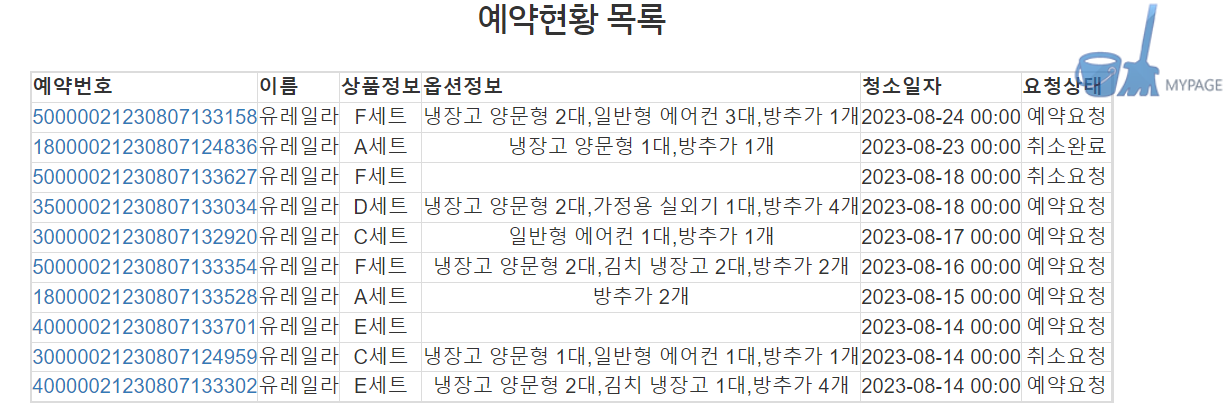 예약현황 목록
MYPAGE
예약번호 이름 상품정보 옵션정보 청소일자 요청상태
500000212308071​33158 유레일라 F세트 냉장고 양문형 2대,일반형 에어컨 3대,방추가 1개 2023-08-24 00:00 예약요청
18000021230807124836 유레일라 A세트 냉장고 양문형 1대,방추가 1개 2023-08-23 00:00 취소완료
50000021230807133627 유레일라 F세트 2023-08-18 00:00 취소요청
35000021230807133034 유레일라 D세트 냉장고 양문형 2대,가정용 실외기 1대,방추가 4개 2023-08-18 00:00 예약요청
30000021230807132920 유레일라 C세트 일반형 에어컨 1대,방추가 1개 2023-08-17 00:00 예약요청
50000021230807133354 유레일라 F세트 냉장고 양문형 2대,김치 냉장고 2대,방추가 2개 2023-08-16 00:00 예약요청
18000021230807133528 유레일라 A세트 방추가 2개 2023-08-15 00:00 예약요청
40000021230807133701 유레일라 E세트 2023-08-14 00:00 예약요청
30000021230807124959 유레일라 C세트 냉장고 양문형 1대,일반형 에어컨 1대,방추가 1개 2023-08-14 00:00 취소요청
40000021230807133302 유레일라 E세트 냉장고 양문형 2대,김치 냉장고 1대,방추가 4개 2023-08-14 00:00 예약요청